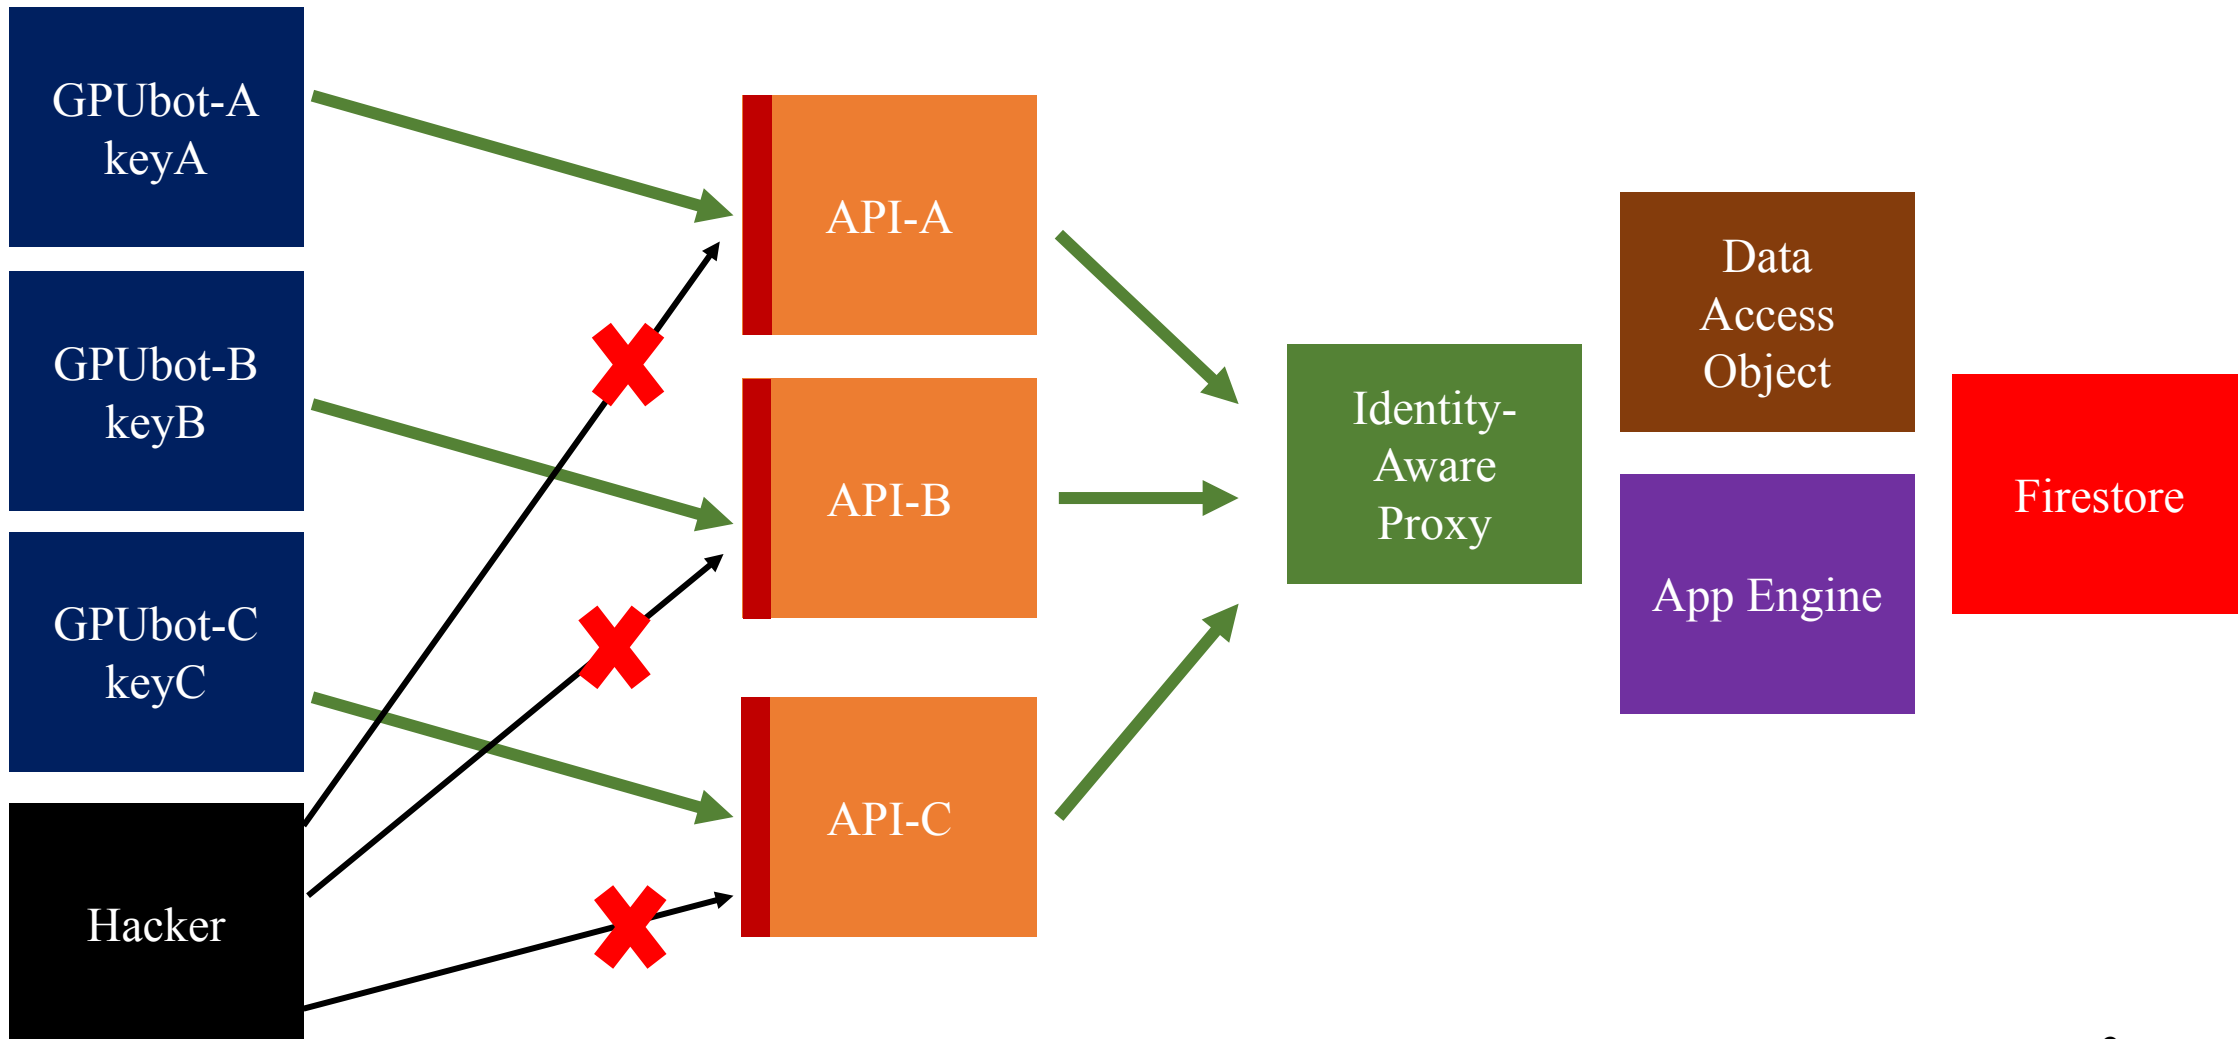 GPUbot-A
keyA
GPUbot-B
keyB
GPUbot-C
keyC
Hacker
API-A
API-B
API-C
Identity-
Aware
Proxy
Data
Access
Object
App Engine
Firestore